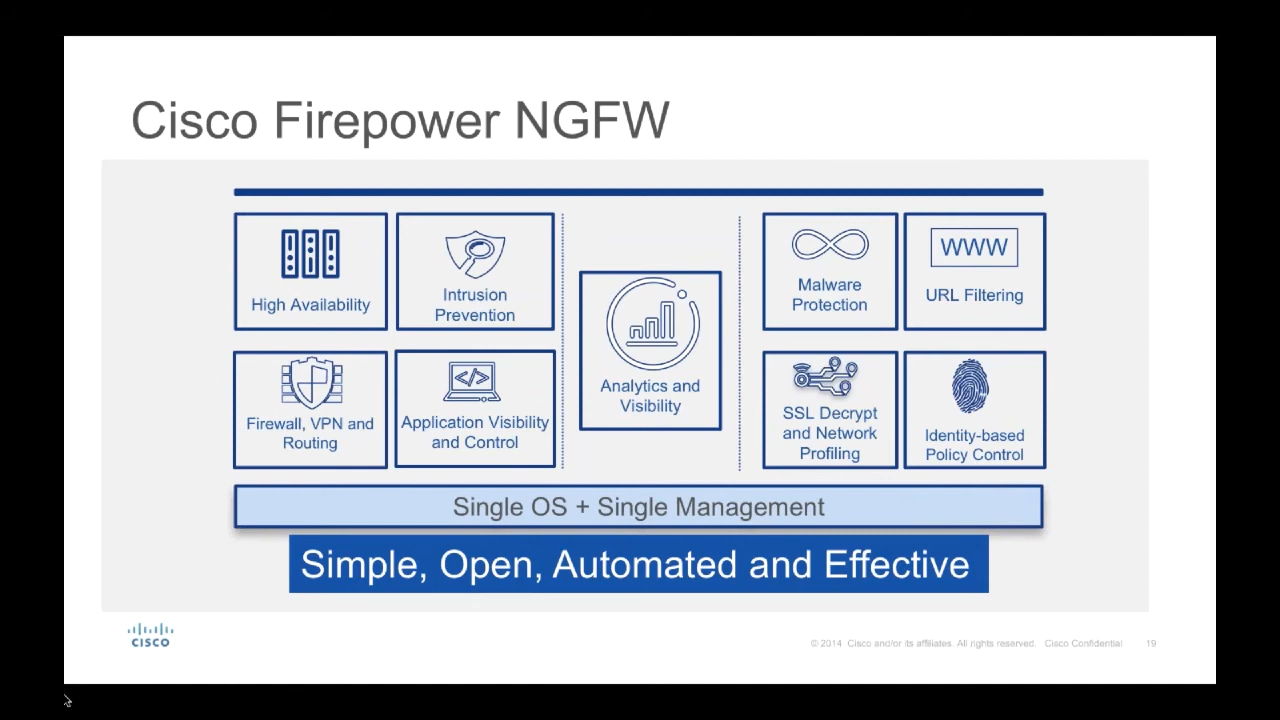 Cisco Firepower NGFW
High Availability
Intrusion
Prevention
Firewall, VPN and
Routing
</>
Application Visibility
and Control
Analytics and
Visibility
Malware
Protection
WWW
URL Filtering
SSL Decrypt
and Network
Profiling
Identity-based
Policy Control
Single OS + Single Management
Simple, Open, Automated and Effective
CISCO
© 2014 Cisco and/or its affiliates. All rights reserved. Cisco Confidential 19